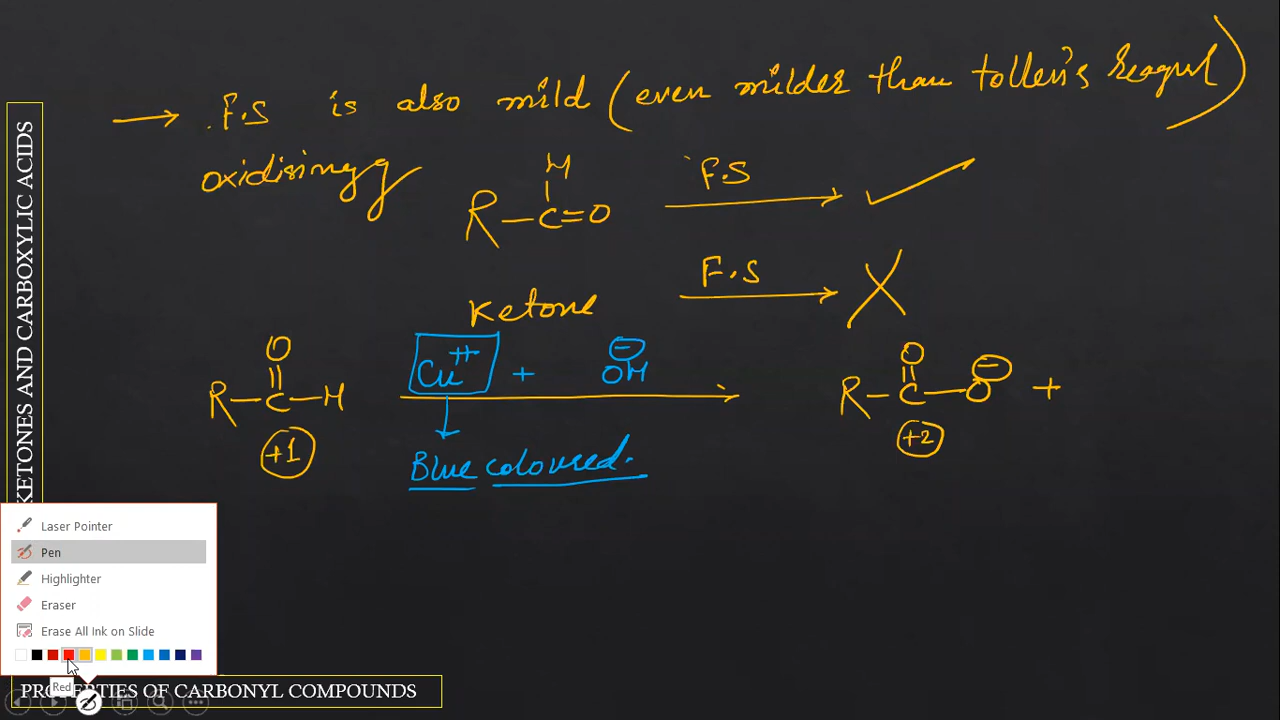 → F.S is also mild (even milder than tollen's reagent)
oxidising
H
R–C=O F.S → ✓
Ketone F.S → X
O
R–C–H
+1
Cu++ + OH⊖
Blue coloured.
O
R–C–O⊖ +
+2
KETONES AND CARBOXYLIC ACIDS
Laser Pointer
Pen
Highlighter
Eraser
Erase All Ink on Slide
Red
PROPERTIES OF CARBONYL COMPOUNDS